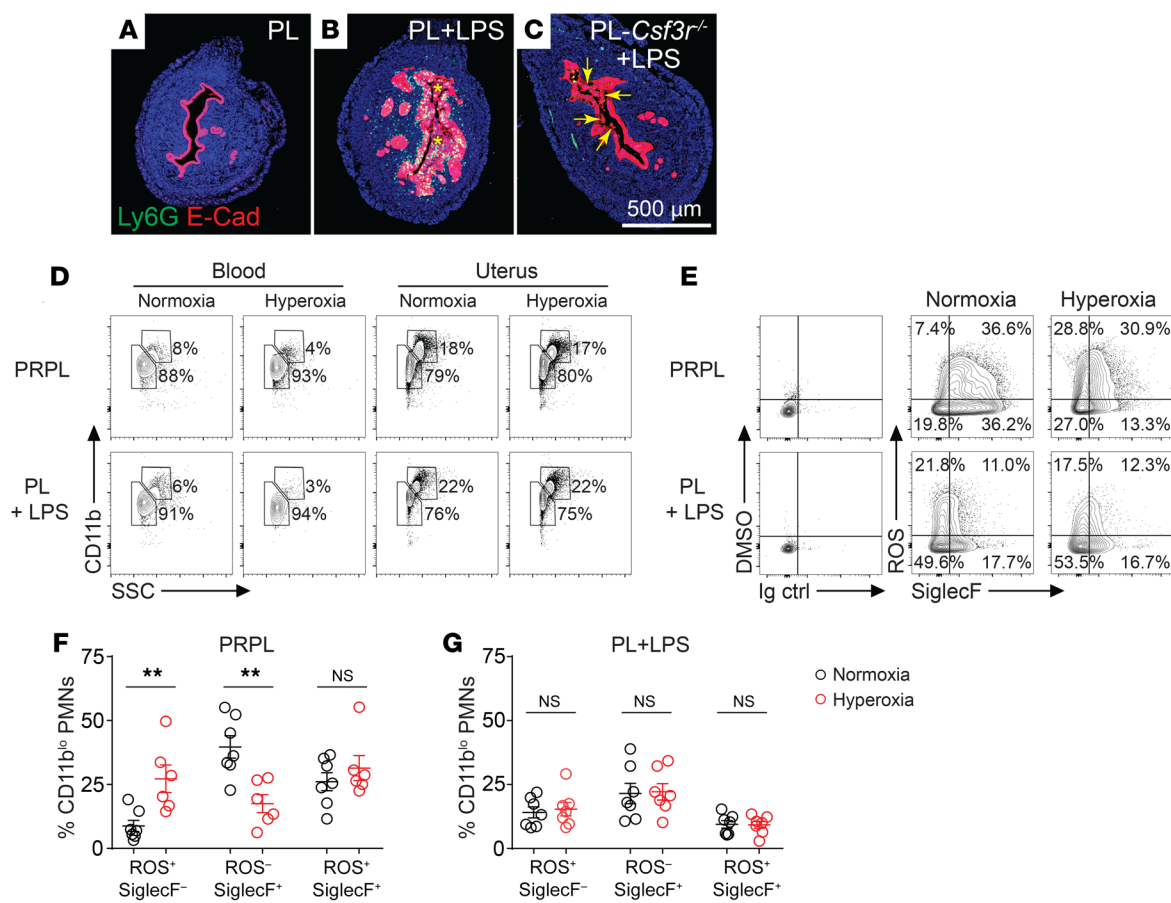 A PL
B PL+LPS
C PL-Csf3r-/-
+LPS
Ly6G E-Cad
500 µm
D
Blood Uterus
Normoxia Hyperoxia Normoxia Hyperoxia
PRPL
8% 4% 18% 17%
88% 93% 79% 80%
PL
+ LPS
6% 3% 22% 22%
91% 94% 76% 75%
CD11b
SSC
E
Normoxia Hyperoxia
PRPL
7.4% 36.6% 28.8% 30.9%
19.8% 36.2% 27.0% 13.3%
PL
+ LPS
21.8% 11.0% 17.5% 12.3%
49.6% 17.7% 53.5% 16.7%
DMSO
ROS
Ig ctrl SiglecF
F PRPL
% CD11b^lo PMNs
75
50
25
0
** ** NS
ROS+ ROS– ROS+
SiglecF– SiglecF+ SiglecF+
G PL+LPS
% CD11b^lo PMNs
75
50
25
0
NS NS NS
ROS+ ROS– ROS+
SiglecF– SiglecF+ SiglecF+
Normoxia
Hyperoxia